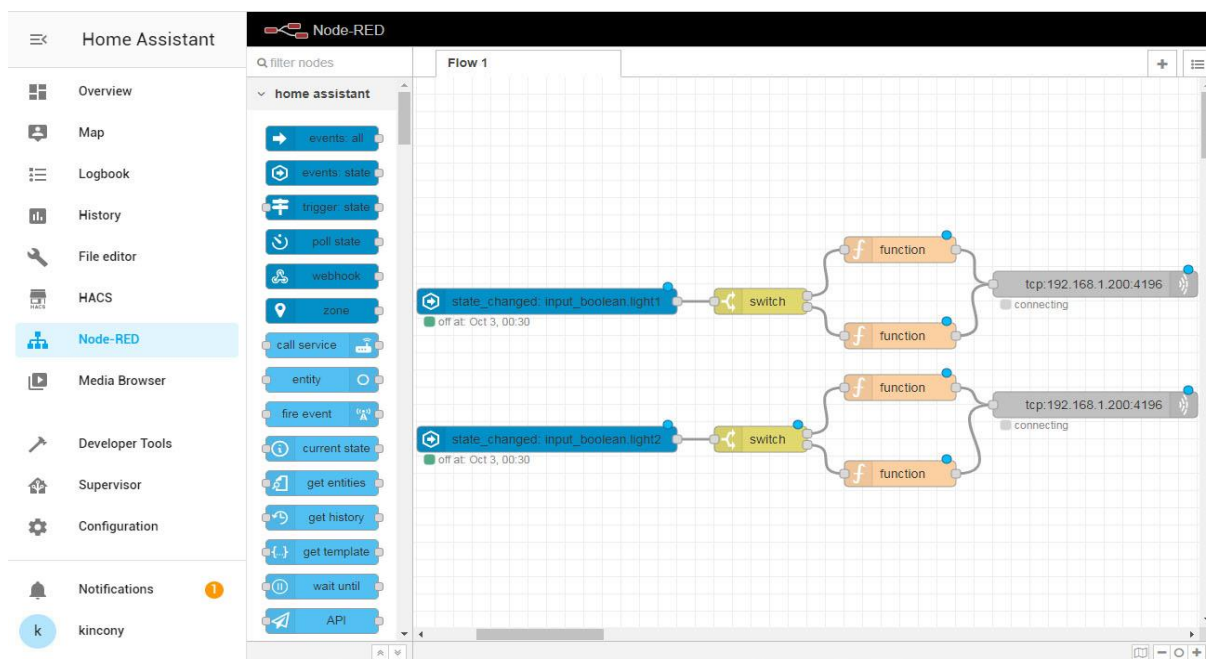 Home Assistant
Overview
Map
Logbook
History
File editor
HACS
HACS
Node-RED
Media Browser
Developer Tools
Supervisor
Configuration
Notifications
1
k
kincony
Node-RED
filter nodes
home assistant
events: all
events: state
trigger: state
poll state
webhook
zone
call service
entity
fire event
current state
get entities
get history
get template
wait until
API
Flow 1
function
state_changed: input_boolean.light1
switch
tcp:192.168.1.200:4196
off at: Oct 3, 00:30
connecting
function
function
state_changed: input_boolean.light2
switch
tcp:192.168.1.200:4196
off at: Oct 3, 00:30
connecting
function